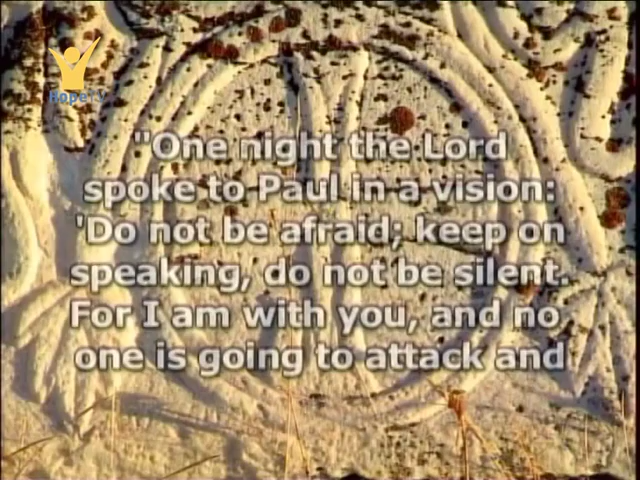 HopeTV
"One night the Lord
spoke to Paul in a vision:
'Do not be afraid; keep on
speaking, do not be silent.
For I am with you, and no
one is going to attack and